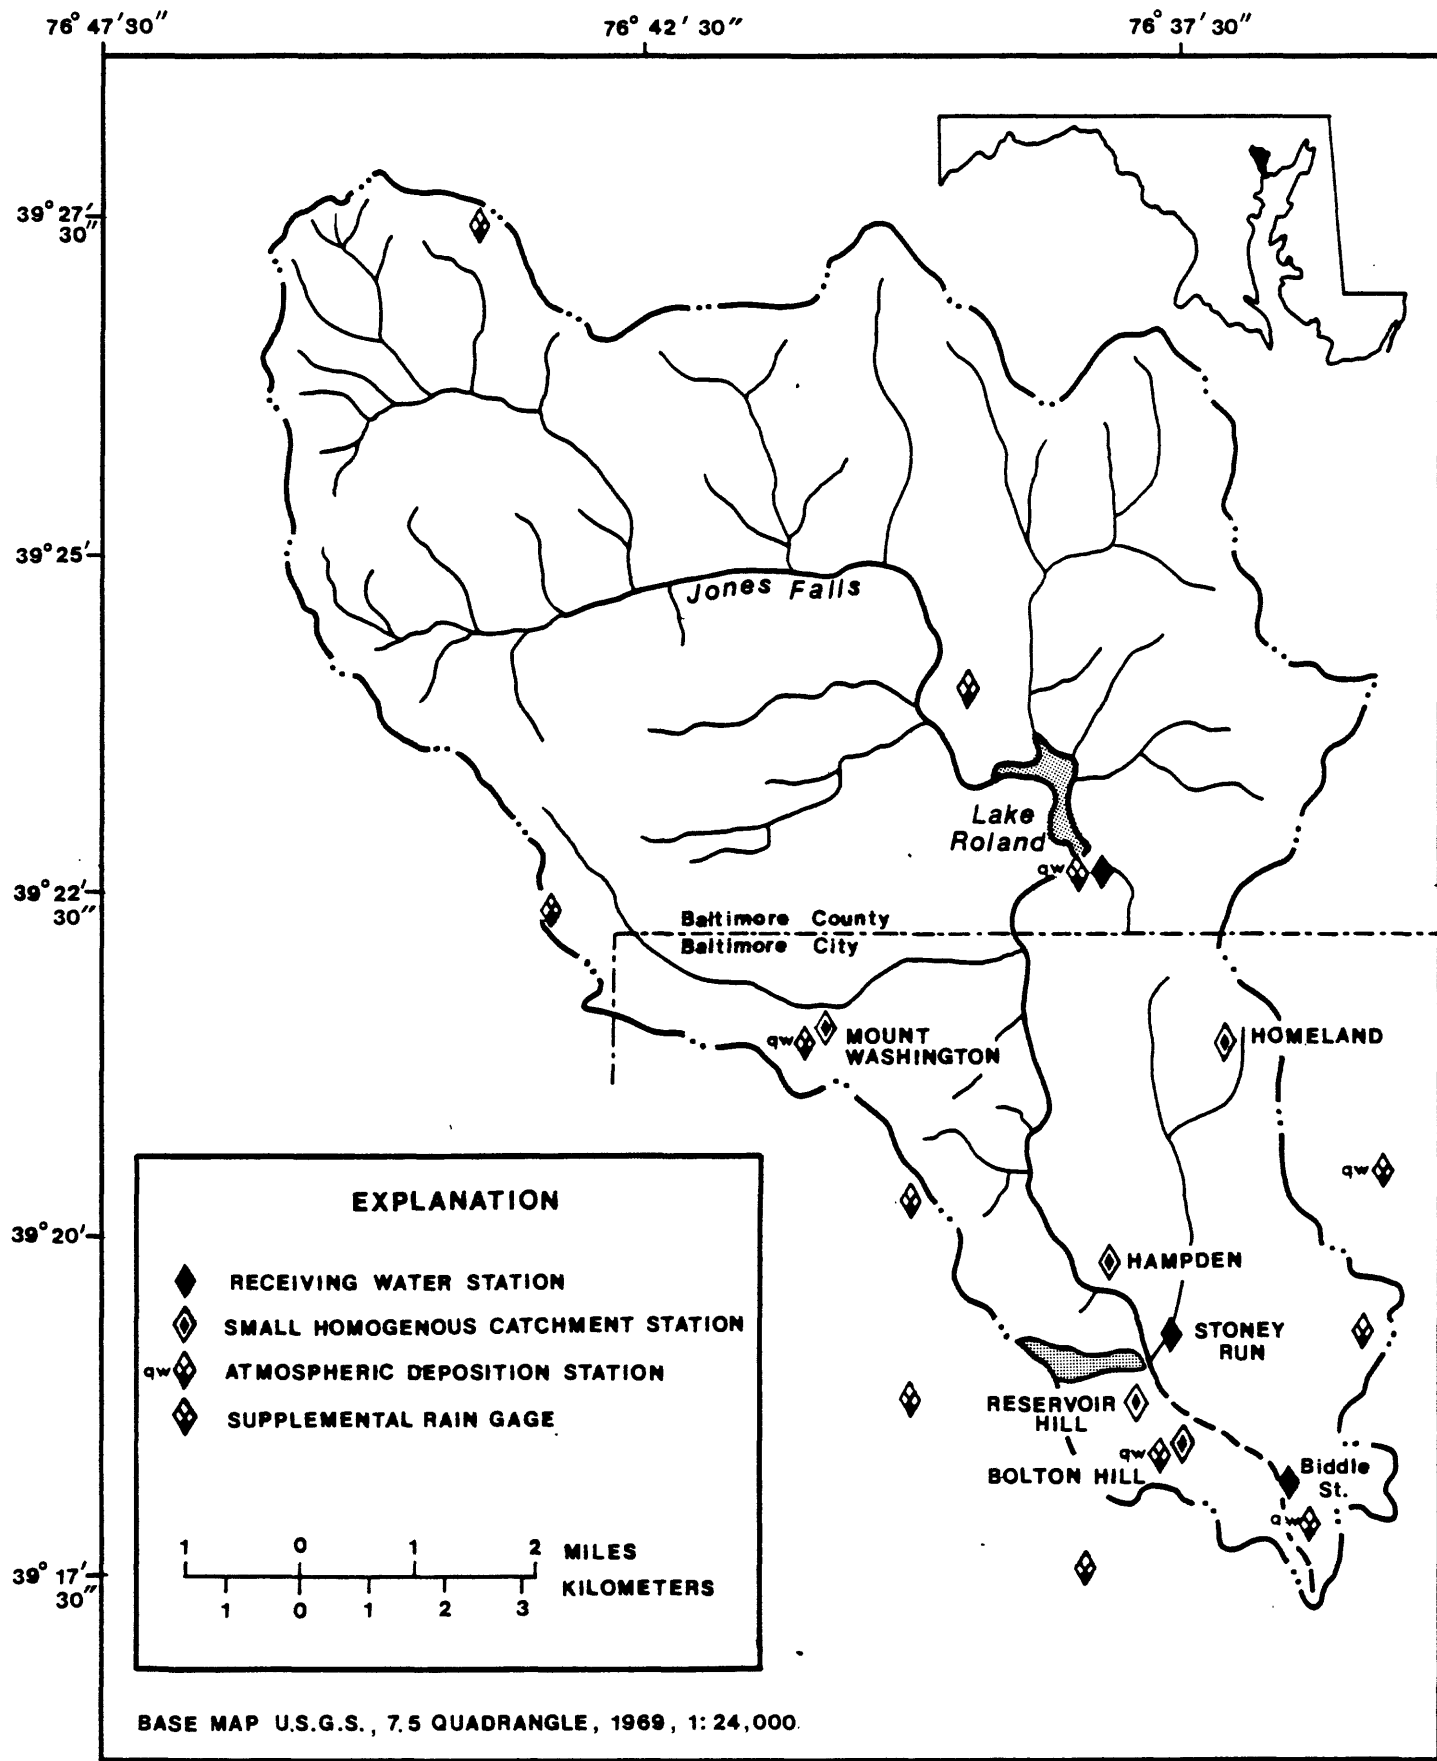 76° 47' 30"
76° 42' 30"
76° 37' 30"
39° 27'
30"
39° 25'
Jones Falls
Lake
Roland
qw
39° 22'
30"
Baltimore County
Baltimore City
qw
MOUNT
WASHINGTON
HOMELAND
qw
EXPLANATION
RECEIVING WATER STATION
SMALL HOMOGENOUS CATCHMENT STATION
qw ATMOSPHERIC DEPOSITION STATION
SUPPLEMENTAL RAIN GAGE
1 0 1 2 MILES
KILOMETERS
1 0 1 2 3
39° 20'
HAMPDEN
STONEY
RUN
RESERVOIR
HILL
qw
BOLTON HILL
Biddle
St.
qw
39° 17'
30"
BASE MAP U.S.G.S., 7.5 QUADRANGLE, 1969, 1:24,000